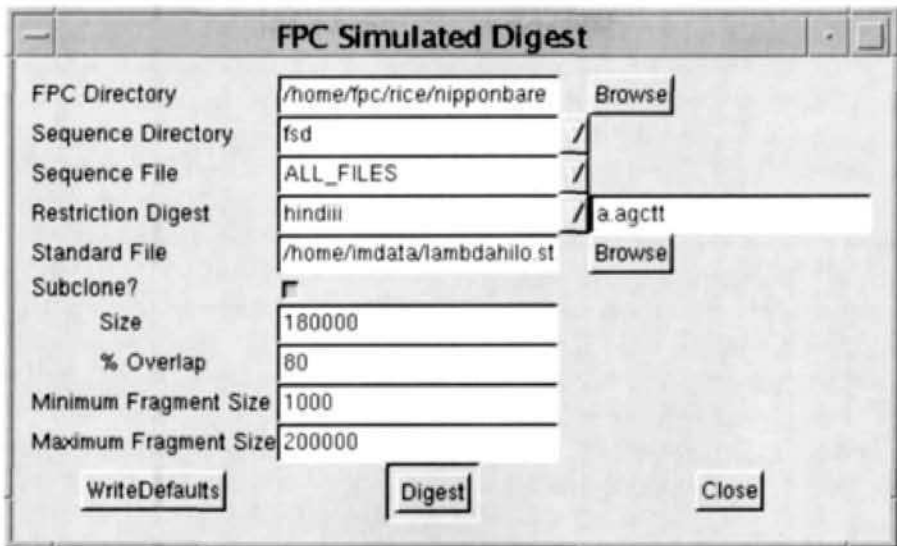 FPC Simulated Digest
FPC Directory /home/fpc/rice/nipponbare Browse
Sequence Directory fsd /
Sequence File ALL_FILES /
Restriction Digest hindiii / a.agctt
Standard File /home/imdata/lambdahilo.st Browse
Subclone?
Size 180000
% Overlap 80
Minimum Fragment Size 1000
Maximum Fragment Size 200000
WriteDefaults Digest Close